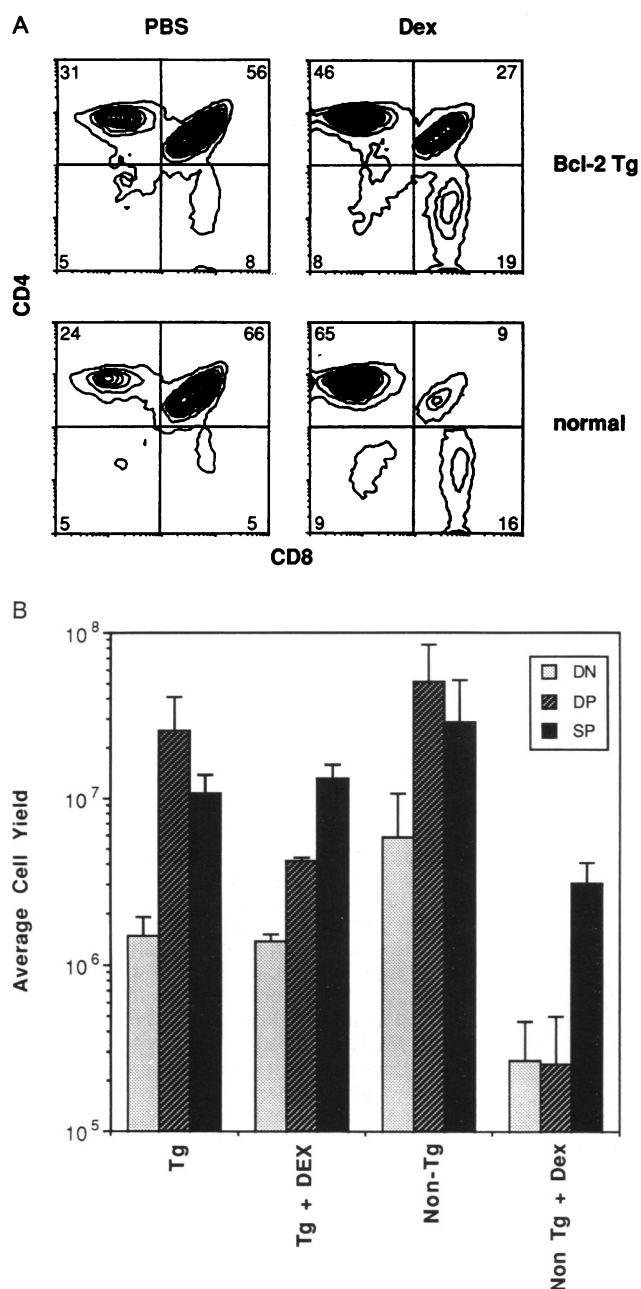 A
PBS Dex
31 56 46 27
Bcl-2 Tg
5 8 8 19
CD4
24 66 65 9
normal
5 5 9 16
CD8
B
10^8
DN
DP
SP
10^7
Average Cell Yield
10^6
10^5
Tg Tg + DEX Non-Tg Non Tg + Dex